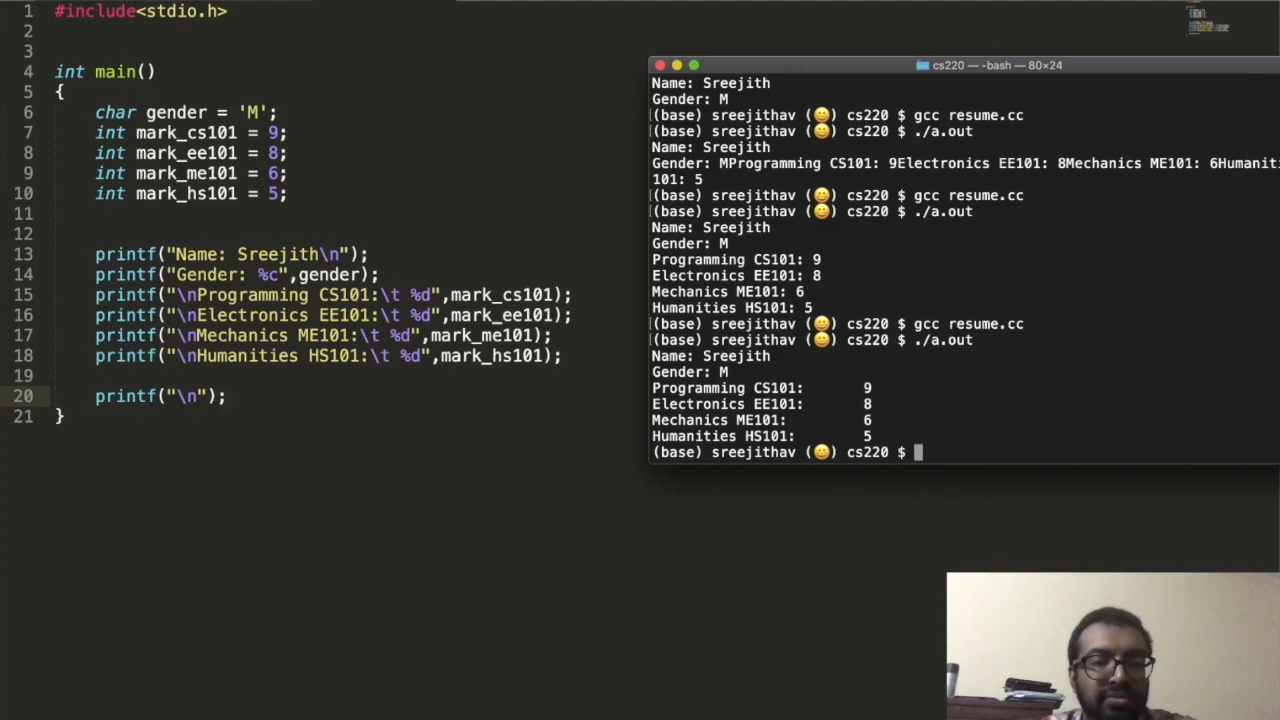 1 #include<stdio.h>
2
3
4 int main()
5 {
6 char gender = 'M';
7 int mark_cs101 = 9;
8 int mark_ee101 = 8;
9 int mark_me101 = 6;
10 int mark_hs101 = 5;
11
12
13 printf("Name: Sreejith\n");
14 printf("Gender: %c",gender);
15 printf("\nProgramming CS101:\t %d",mark_cs101);
16 printf("\nElectronics EE101:\t %d",mark_ee101);
17 printf("\nMechanics ME101:\t %d",mark_me101);
18 printf("\nHumanities HS101:\t %d",mark_hs101);
19
20 printf("\n");
21 }
cs220 — -bash — 80×24
Name: Sreejith
Gender: M
(base) sreejithav (😀) cs220 $ gcc resume.cc
(base) sreejithav (😀) cs220 $ ./a.out
Name: Sreejith
Gender: MProgramming CS101: 9Electronics EE101: 8Mechanics ME101: 6Humanit
101: 5
(base) sreejithav (😀) cs220 $ gcc resume.cc
(base) sreejithav (😀) cs220 $ ./a.out
Name: Sreejith
Gender: M
Programming CS101: 9
Electronics EE101: 8
Mechanics ME101: 6
Humanities HS101: 5
(base) sreejithav (😀) cs220 $ gcc resume.cc
(base) sreejithav (😀) cs220 $ ./a.out
Name: Sreejith
Gender: M
Programming CS101: 9
Electronics EE101: 8
Mechanics ME101: 6
Humanities HS101: 5
(base) sreejithav (😀) cs220 $